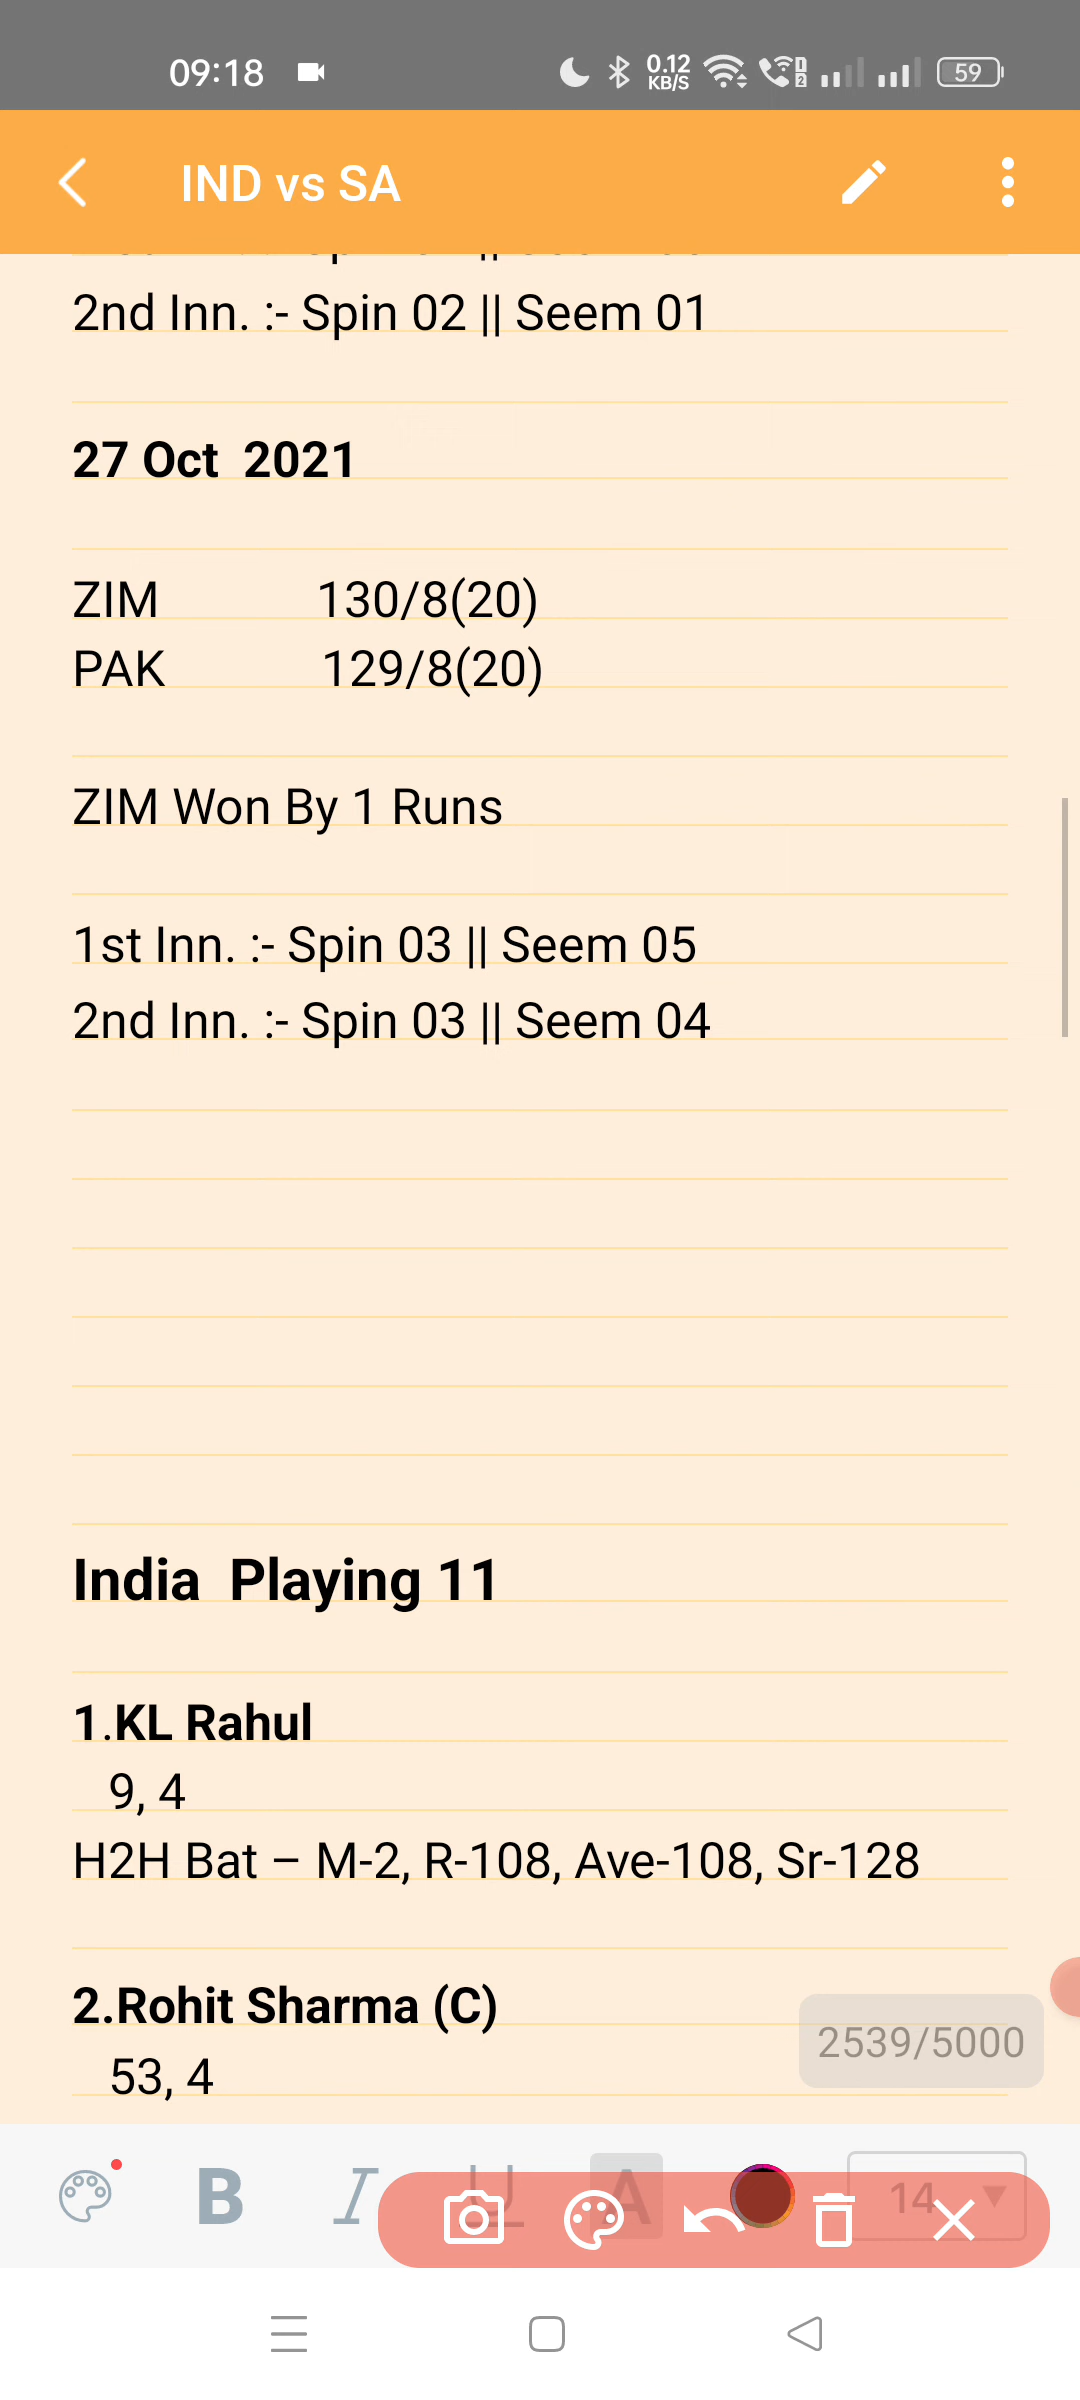 09:18
0.12 KB/S
59
IND vs SA
2nd Inn. :- Spin 02 || Seem 01
27 Oct  2021
ZIM 130/8(20)
PAK 129/8(20)
ZIM Won By 1 Runs
1st Inn. :- Spin 03 || Seem 05
2nd Inn. :- Spin 03 || Seem 04
India  Playing 11
1.KL Rahul
9, 4
H2H Bat – M-2, R-108, Ave-108, Sr-128
2.Rohit Sharma (C)
53, 4
2539/5000
B I U A 14